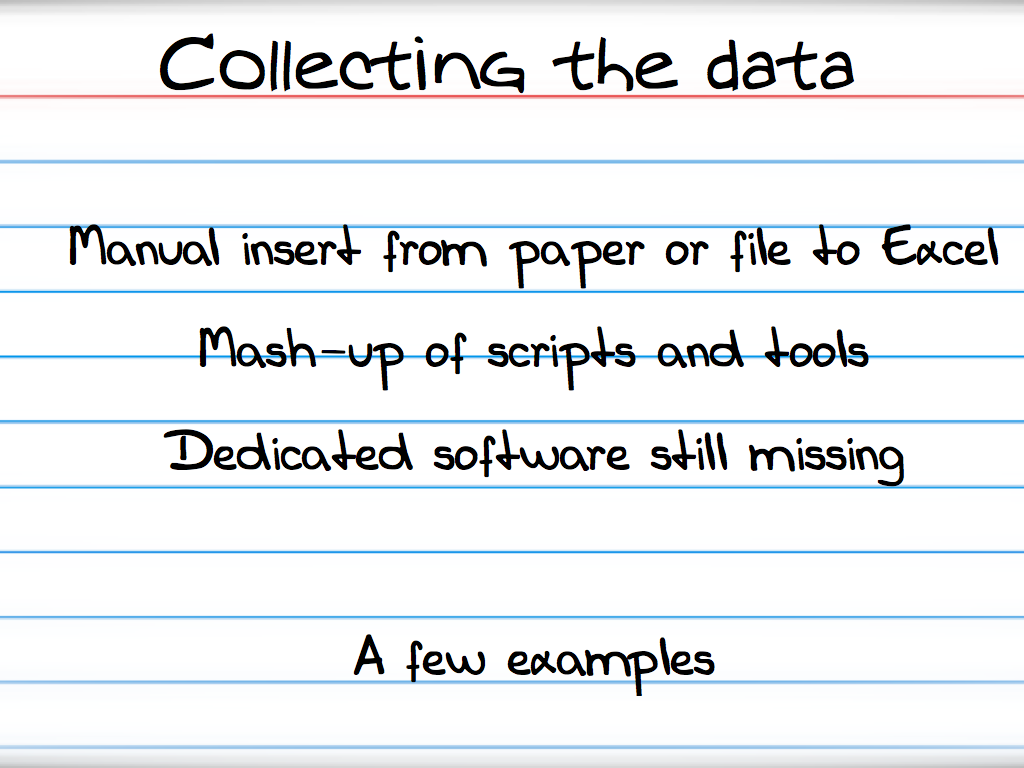 Collecting the data
Manual insert from paper or file to Excel
Mash-up of scripts and tools
Dedicated software still missing
A few examples